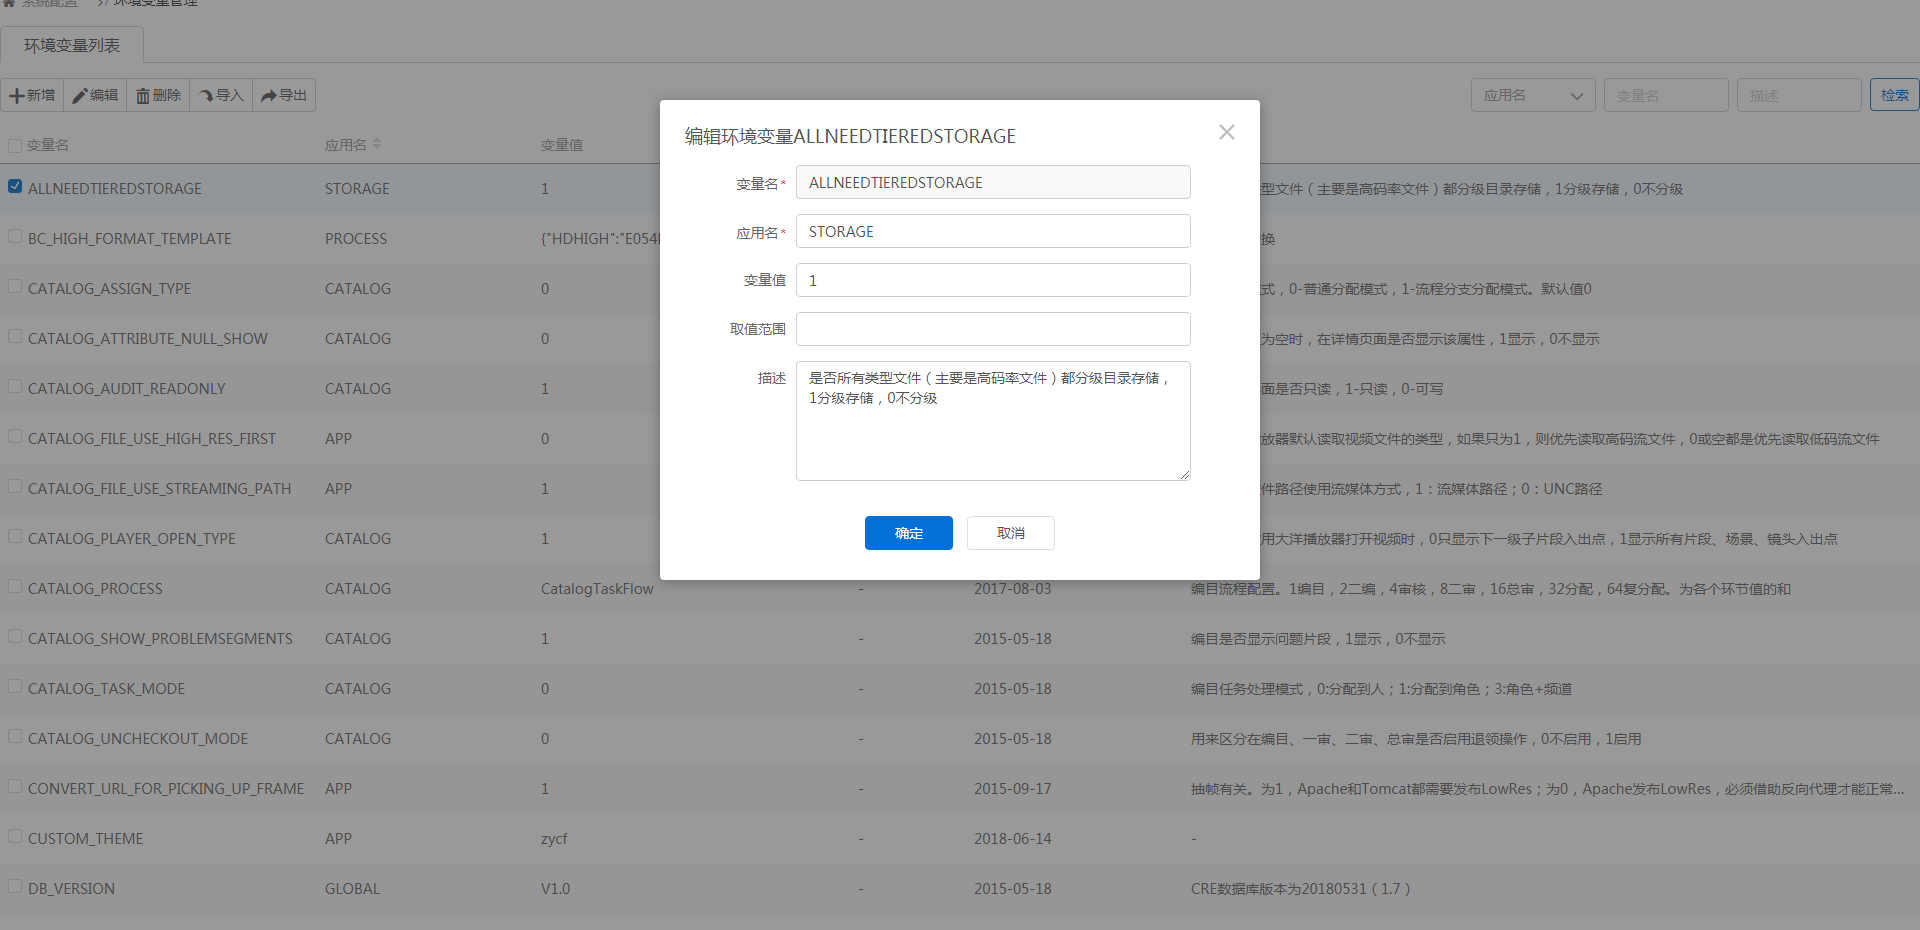 系统配置 >/ 环境变量管理
环境变量列表
新增 编辑 删除 导入 导出
应用名 变量名 描述 检索
变量名 应用名 变量值
ALLNEEDTIEREDSTORAGE STORAGE 1 型文件（主要是高码率文件）都分级目录存储，1分级存储，0不分级
BC_HIGH_FORMAT_TEMPLATE PROCESS {"HDHIGH":"E054 换
CATALOG_ASSIGN_TYPE CATALOG 0 式，0-普通分配模式，1-流程分支分配模式。默认值0
CATALOG_ATTRIBUTE_NULL_SHOW CATALOG 0 为空时，在详情页面是否显示该属性，1显示，0不显示
CATALOG_AUDIT_READONLY CATALOG 1 面是否只读，1-只读，0-可写
CATALOG_FILE_USE_HIGH_RES_FIRST APP 0 放器默认读取视频文件的类型，如果只为1，则优先读取高码流文件，0或空都是优先读取低码流文件
CATALOG_FILE_USE_STREAMING_PATH APP 1 件路径使用流媒体方式，1：流媒体路径；0：UNC路径
CATALOG_PLAYER_OPEN_TYPE CATALOG 1 用大洋播放器打开视频时，0只显示下一级子片段入出点，1显示所有片段、场景、镜头入出点
CATALOG_PROCESS CATALOG CatalogTaskFlow - 2017-08-03 编目流程配置。1编目，2二编，4审核，8二审，16总审，32分配，64复分配。为各个环节值的和
CATALOG_SHOW_PROBLEMSEGMENTS CATALOG 1 - 2015-05-18 编目是否显示问题片段，1显示，0不显示
CATALOG_TASK_MODE CATALOG 0 - 2015-05-18 编目任务处理模式，0:分配到人；1:分配到角色；3:角色+频道
CATALOG_UNCHECKOUT_MODE CATALOG 0 - 2015-05-18 用来区分在编目、一审、二审、总审是否启用退领操作，0不启用，1启用
CONVERT_URL_FOR_PICKING_UP_FRAME APP 1 - 2015-09-17 抽帧有关。为1，Apache和Tomcat都需要发布LowRes；为0，Apache发布LowRes，必须借助反向代理才能正常...
CUSTOM_THEME APP zycf - 2018-06-14 -
DB_VERSION GLOBAL V1.0 - 2015-05-18 CRE数据库版本为20180531（1.7）
编辑环境变量ALLNEEDTIEREDSTORAGE
变量名* ALLNEEDTIEREDSTORAGE
应用名* STORAGE
变量值 1
取值范围
描述 是否所有类型文件（主要是高码率文件）都分级目录存储，
1分级存储，0不分级
确定 取消